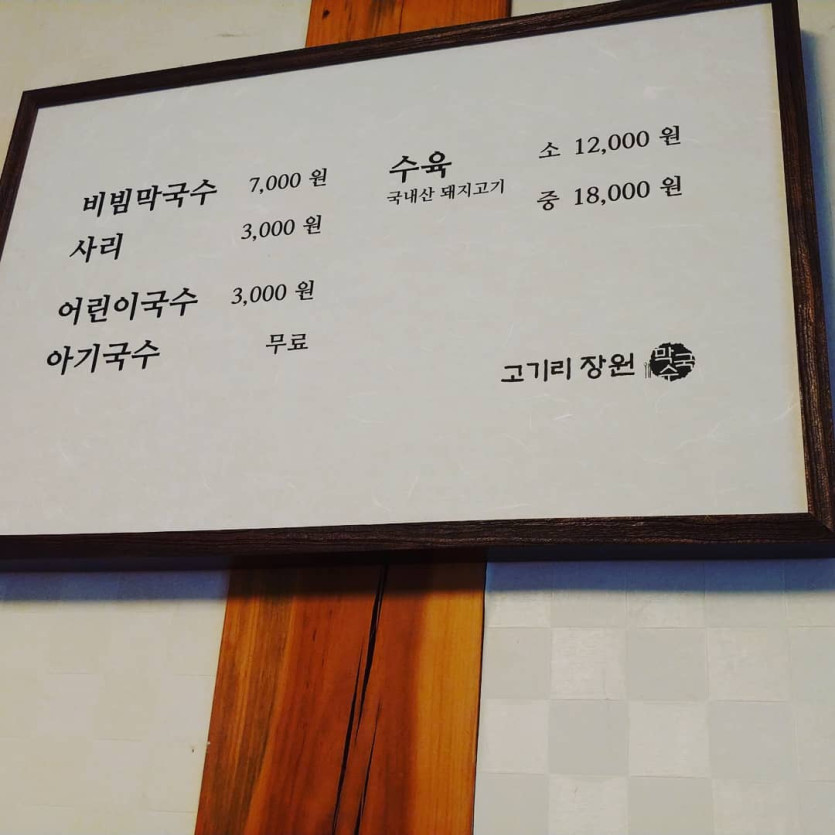 비빔막국수 7,000 원
사리 3,000 원
어린이국수 3,000 원
아기국수 무료
수육 소 12,000 원
국내산 돼지고기 중 18,000 원
고기리 장원 막국수